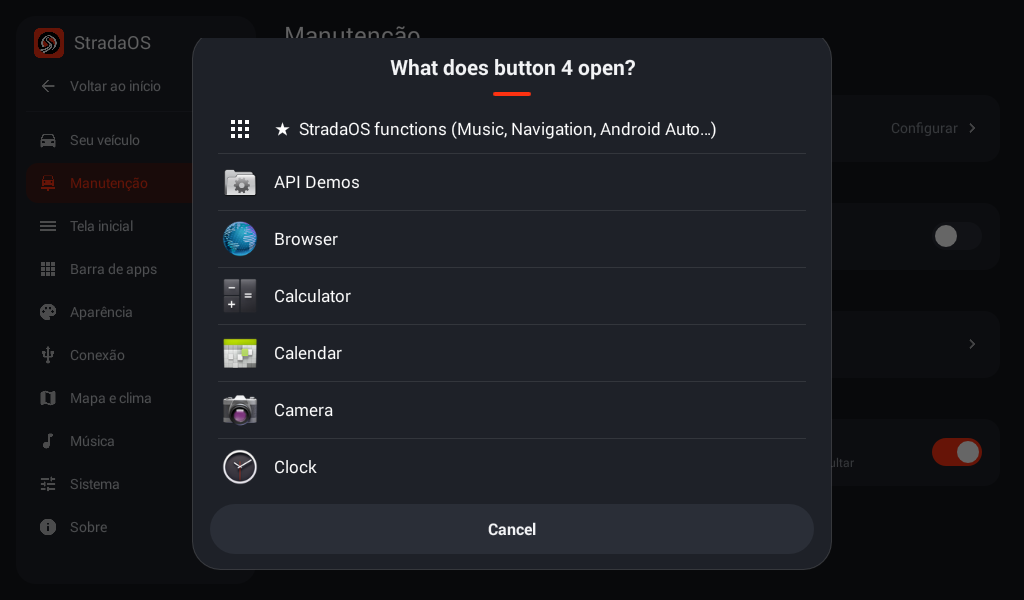 StradaOS
Manutenção
Voltar ao início
Seu veículo
Manutenção
Tela inicial
Barra de apps
Aparência
Conexão
Mapa e clima
Música
Sistema
Sobre
What does button 4 open?
★ StradaOS functions (Music, Navigation, Android Auto…)
API Demos
Browser
Calculator
Calendar
Camera
Clock
Cancel
Configurar
ultar